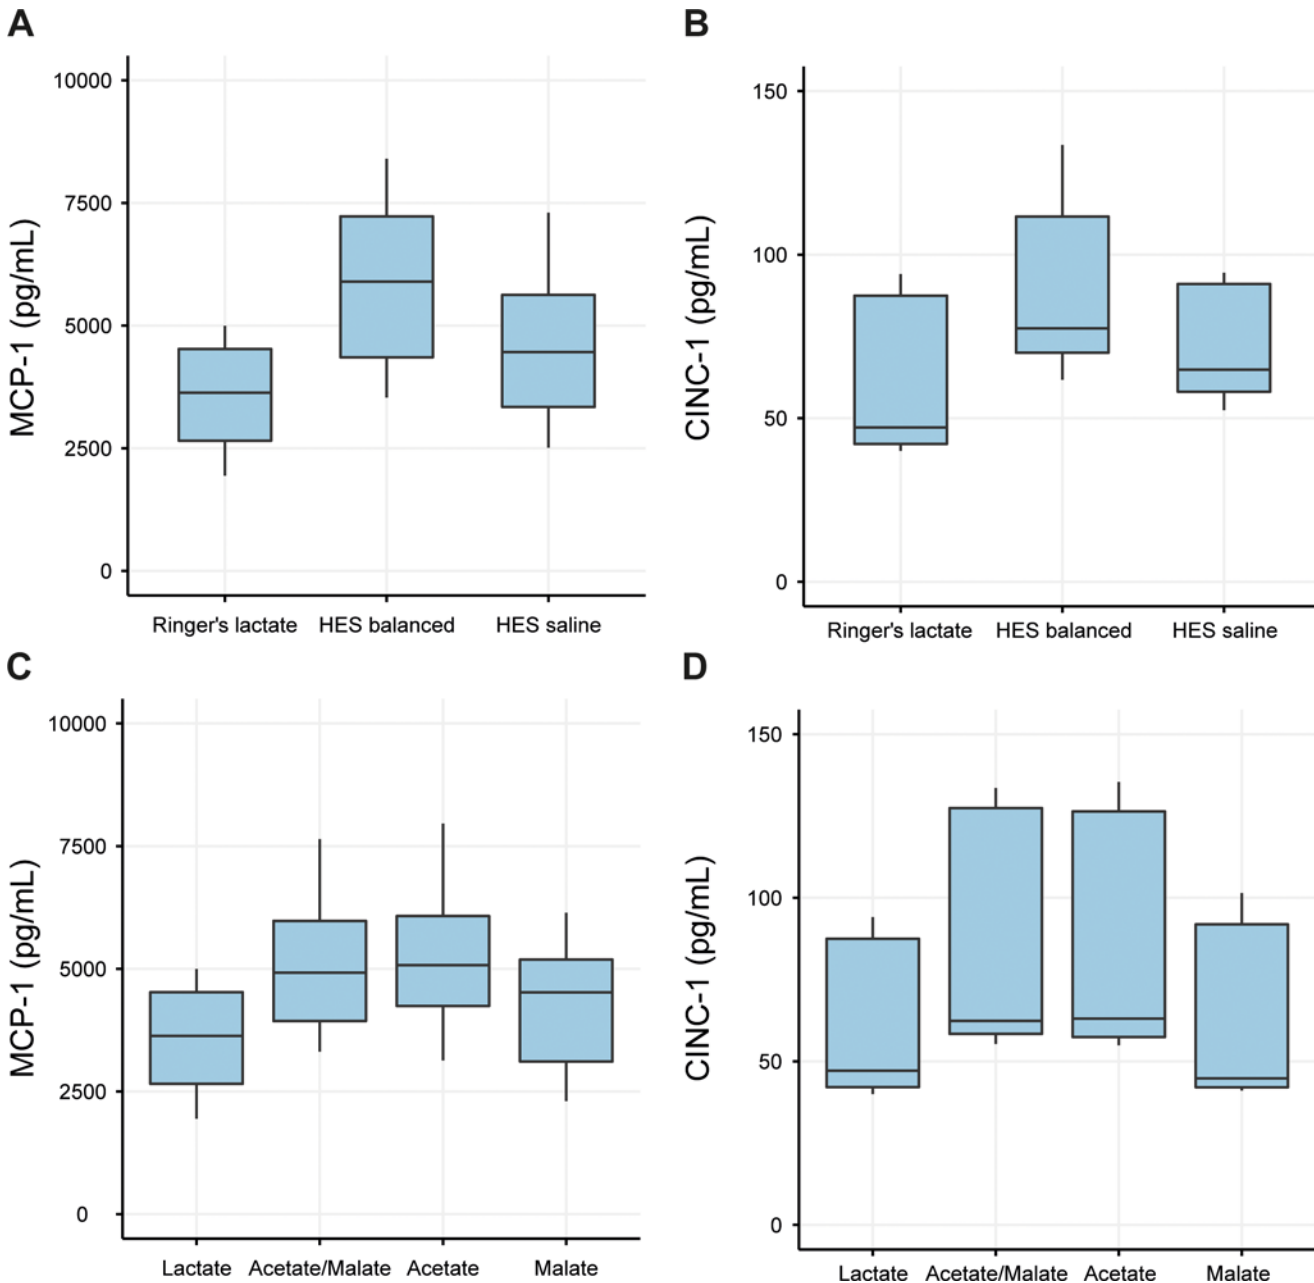 A
MCP-1 (pg/mL)
10000
7500
5000
2500
0
Ringer's lactate HES balanced HES saline
B
CINC-1 (pg/mL)
150
100
50
0
Ringer's lactate HES balanced HES saline
C
MCP-1 (pg/mL)
10000
7500
5000
2500
0
Lactate Acetate/Malate Acetate Malate
D
CINC-1 (pg/mL)
150
100
50
0
Lactate Acetate/Malate Acetate Malate